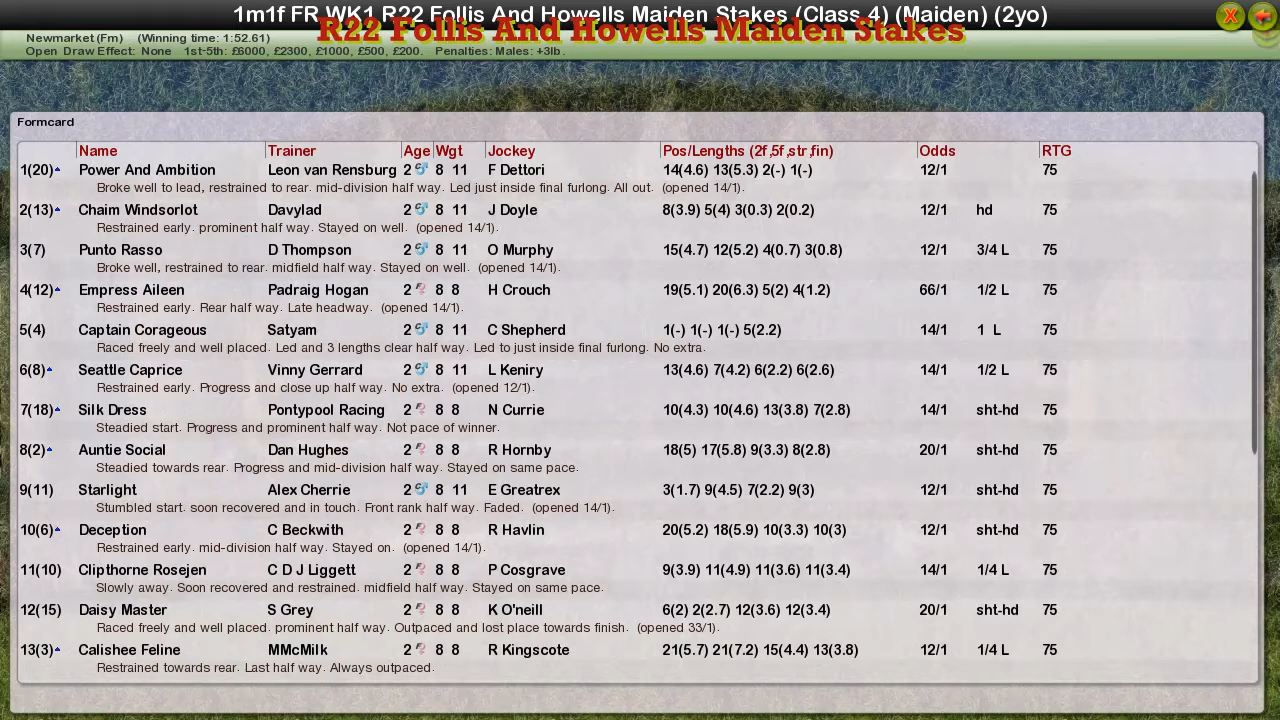 1m1f FR WK1 R22 Follis And Howells Maiden Stakes (Class 4) (Maiden) (2yo)
R22 Follis And Howells Maiden Stakes
Newmarket (Fm) (Winning time: 1:52.61)
Open Draw Effect: None 1st-5th: £6000, £2300, £1000, £500, £200. Penalties: Males: +3lb.
X
Formcard
Name Trainer Age Wgt Jockey Pos/Lengths (2f,5f,str,fin) Odds RTG
1(20) Power And Ambition Leon van Rensburg 2 8 11 F Dettori 14(4.6) 13(5.3) 2(-) 1(-) 12/1 75
Broke well to lead, restrained to rear. mid-division half way. Led just inside final furlong. All out. (opened 14/1).
2(13) Chaim Windsorlot Davylad 2 8 11 J Doyle 8(3.9) 5(4) 3(0.3) 2(0.2) 12/1 hd 75
Restrained early. prominent half way. Stayed on well. (opened 14/1).
3(7) Punto Rasso D Thompson 2 8 11 O Murphy 15(4.7) 12(5.2) 4(0.7) 3(0.8) 12/1 3/4 L 75
Broke well, restrained to rear. midfield half way. Stayed on well. (opened 14/1).
4(12) Empress Aileen Padraig Hogan 2 8 8 H Crouch 19(5.1) 20(6.3) 5(2) 4(1.2) 66/1 1/2 L 75
Restrained early. Rear half way. Late headway. (opened 14/1).
5(4) Captain Corageous Satyam 2 8 11 C Shepherd 1(-) 1(-) 1(-) 5(2.2) 14/1 1 L 75
Raced freely and well placed. Led and 3 lengths clear half way. Led to just inside final furlong. No extra.
6(8) Seattle Caprice Vinny Gerrard 2 8 11 L Keniry 13(4.6) 7(4.2) 6(2.2) 6(2.6) 14/1 1/2 L 75
Restrained early. Progress and close up half way. No extra. (opened 12/1).
7(18) Silk Dress Pontypool Racing 2 8 8 N Currie 10(4.3) 10(4.6) 13(3.8) 7(2.8) 14/1 sht-hd 75
Steadied start. Progress and prominent half way. Not pace of winner.
8(2) Auntie Social Dan Hughes 2 8 8 R Hornby 18(5) 17(5.8) 9(3.3) 8(2.8) 20/1 sht-hd 75
Steadied towards rear. Progress and mid-division half way. Stayed on same pace.
9(11) Starlight Alex Cherrie 2 8 11 E Greatrex 3(1.7) 9(4.5) 7(2.2) 9(3) 12/1 sht-hd 75
Stumbled start. soon recovered and in touch. Front rank half way. Faded. (opened 14/1).
10(6) Deception C Beckwith 2 8 8 R Havlin 20(5.2) 18(5.9) 10(3.3) 10(3) 12/1 sht-hd 75
Restrained early. mid-division half way. Stayed on. (opened 14/1).
11(10) Clipthorne Rosejen C D J Liggett 2 8 8 P Cosgrave 9(3.9) 11(4.9) 11(3.6) 11(3.4) 14/1 1/4 L 75
Slowly away. Soon recovered and restrained. midfield half way. Stayed on same pace.
12(15) Daisy Master S Grey 2 8 8 K O'neill 6(2) 2(2.7) 12(3.6) 12(3.4) 20/1 sht-hd 75
Raced freely and well placed. prominent half way. Outpaced and lost place towards finish. (opened 33/1).
13(3) Calishee Feline MMcMilk 2 8 8 R Kingscote 21(5.7) 21(7.2) 15(4.4) 13(3.8) 12/1 1/4 L 75
Restrained towards rear. Last half way. Always outpaced.